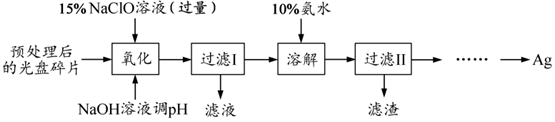 15% NaClO溶液(过量)
10%氨水
预处理后
的光盘碎片
氧化
过滤I
溶解
过滤II
……
Ag
NaOH溶液调pH
滤液
滤渣